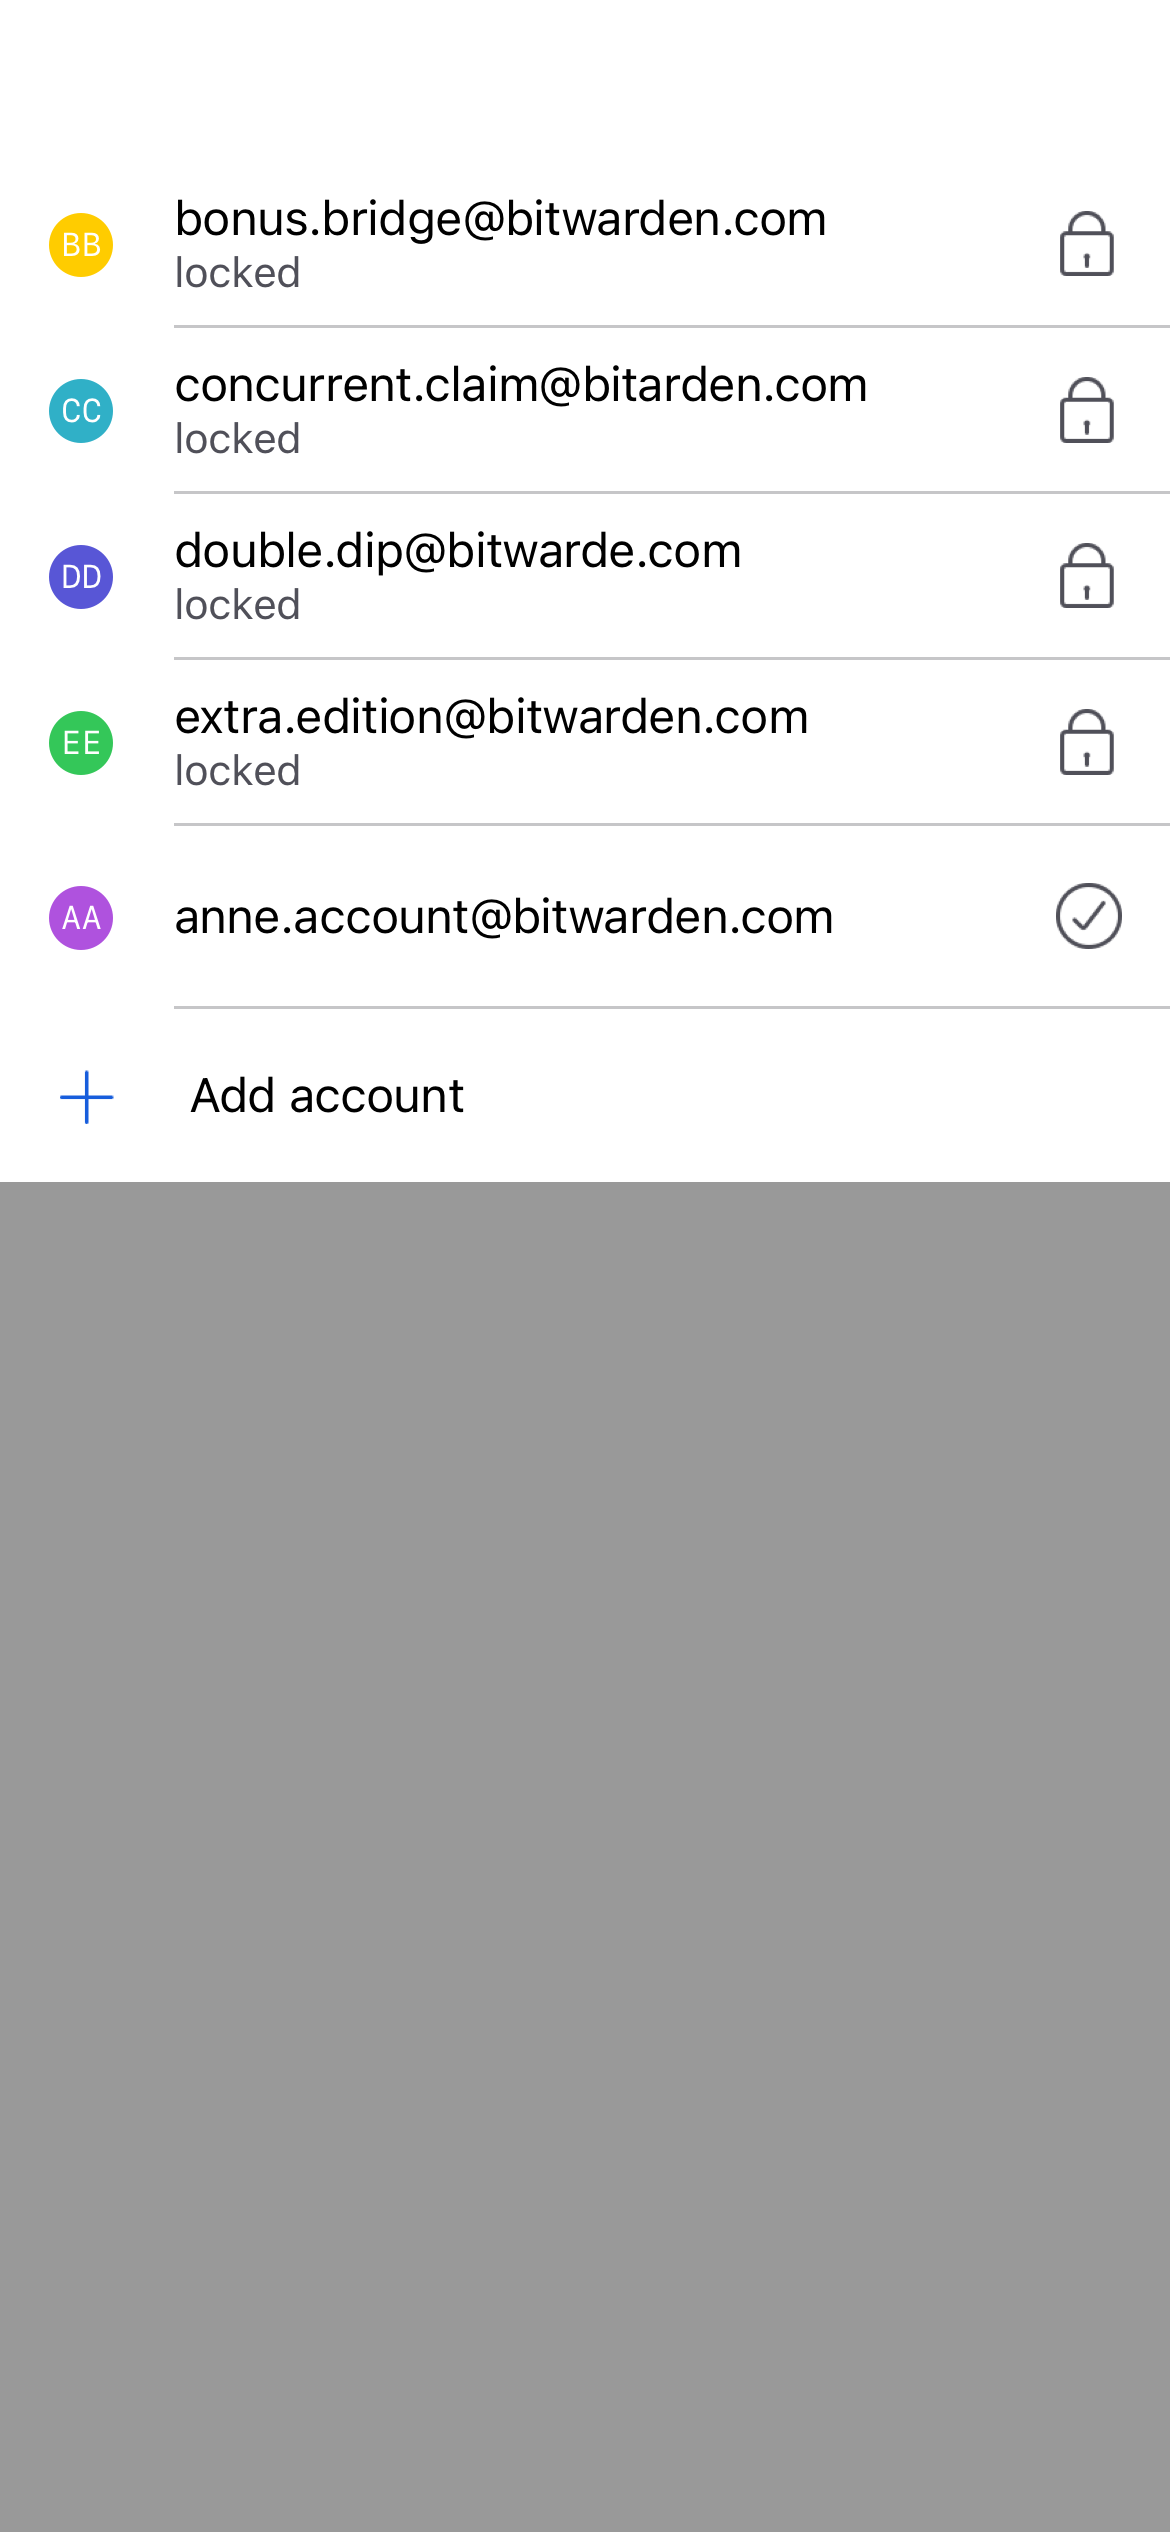 BB
bonus.bridge@bitwarden.com
locked
CC
concurrent.claim@bitarden.com
locked
DD
double.dip@bitwarde.com
locked
EE
extra.edition@bitwarden.com
locked
AA
anne.account@bitwarden.com
Add account